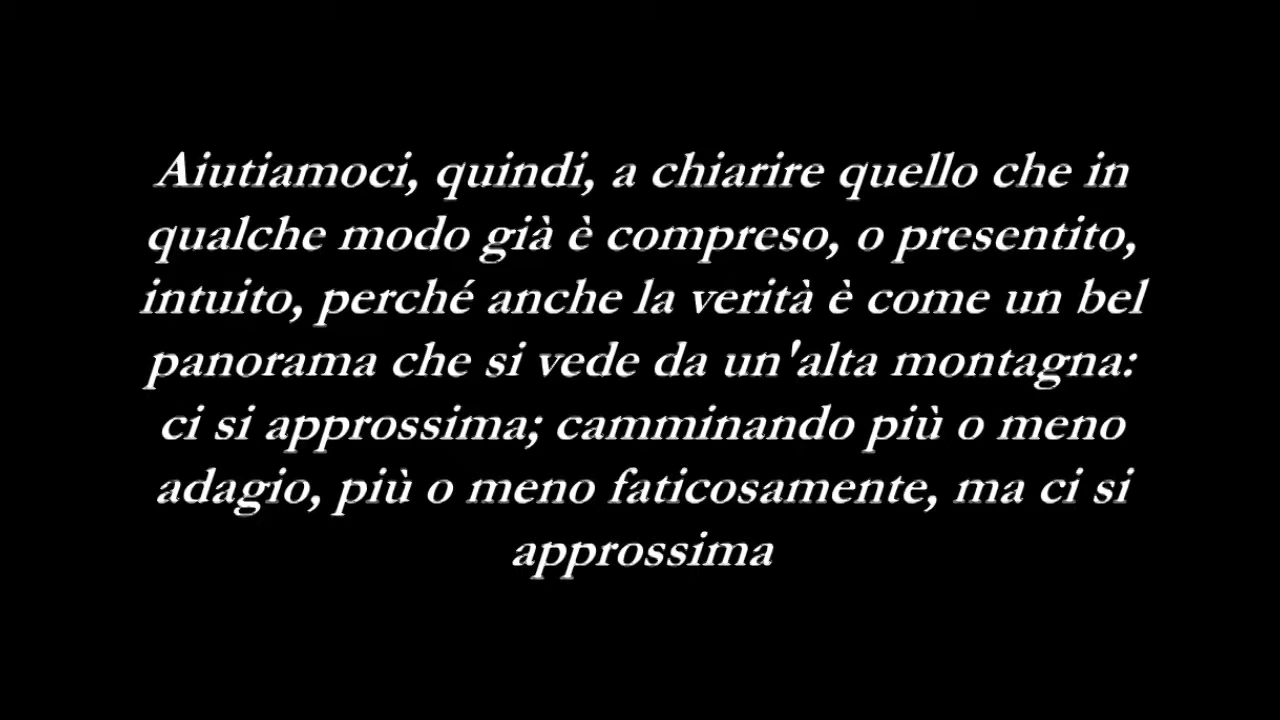 Aiutiamoci, quindi, a chiarire quello che in
qualche modo già è compreso, o presentito,
intuito, perché anche la verità è come un bel
panorama che si vede da un'alta montagna:
ci si approssima; camminando più o meno
adagio, più o meno faticosamente, ma ci si
approssima